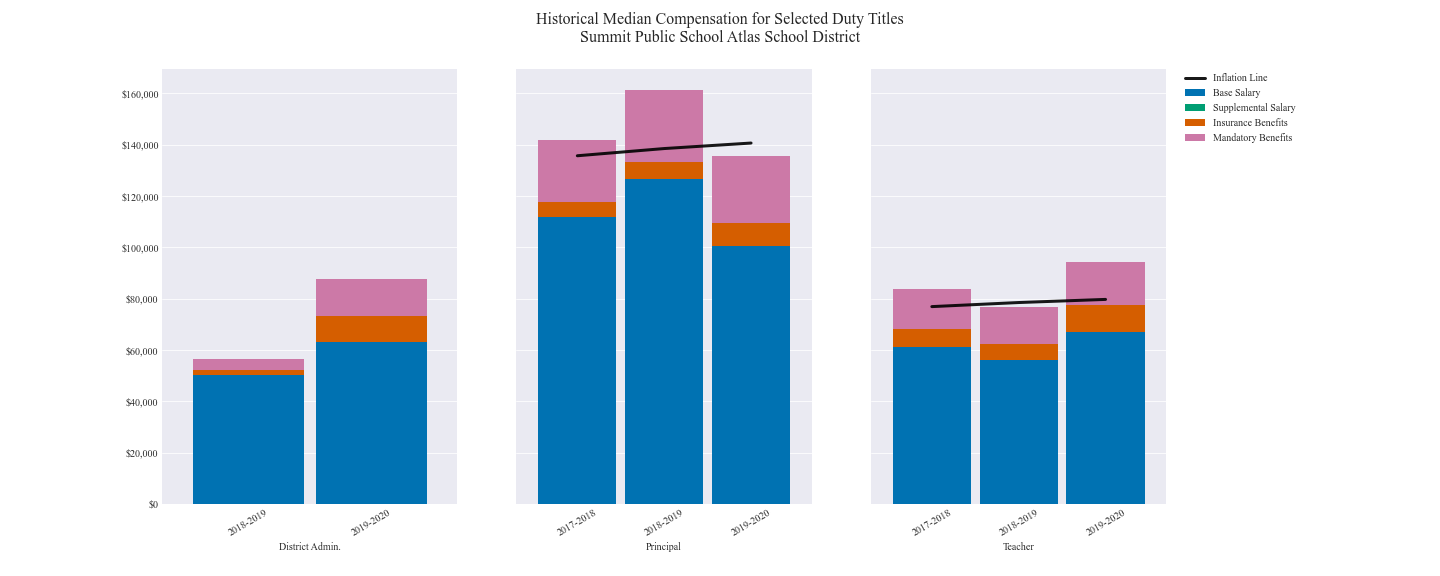 Historical Median Compensation for Selected Duty Titles
Summit Public School Atlas School District
$160,000
$140,000
$120,000
$100,000
$80,000
$60,000
$40,000
$20,000
$0
2018-2019
2019-2020
District Admin.
2017-2018
2018-2019
2019-2020
Principal
2017-2018
2018-2019
2019-2020
Teacher
Inflation Line
Base Salary
Supplemental Salary
Insurance Benefits
Mandatory Benefits